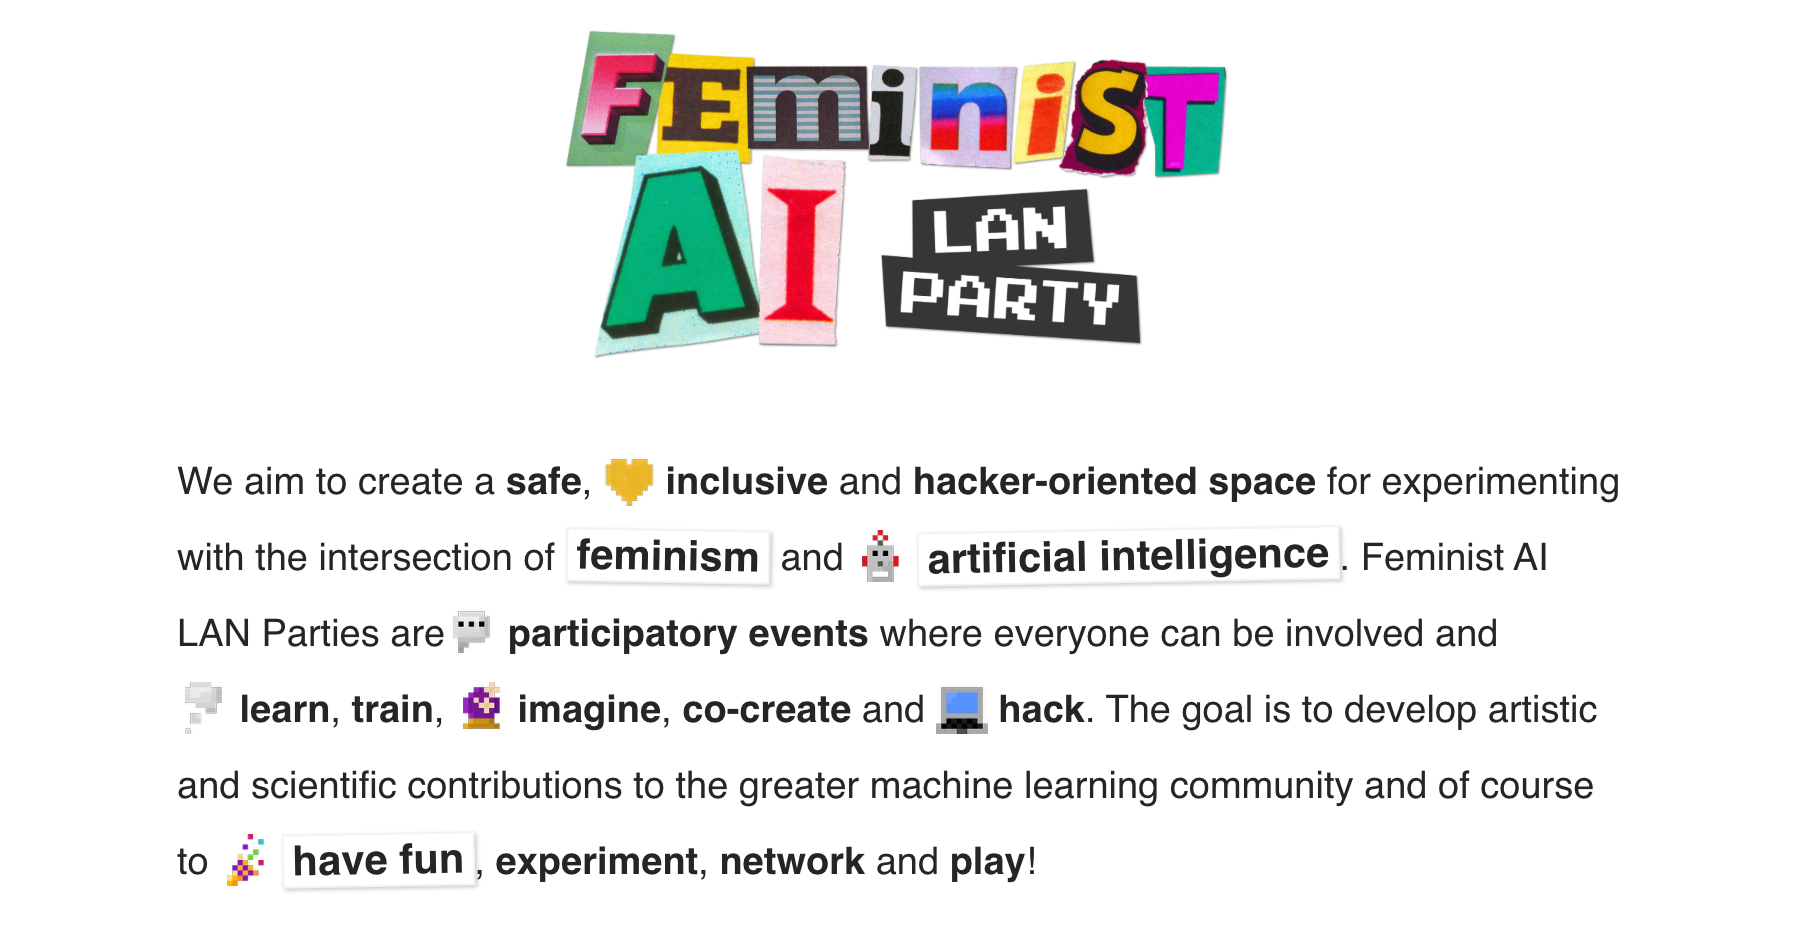 FEminiST
AI
LAN
PARTY
We aim to create a safe, inclusive and hacker-oriented space for experimenting
with the intersection of feminism and artificial intelligence. Feminist AI
LAN Parties are participatory events where everyone can be involved and
learn, train, imagine, co-create and hack. The goal is to develop artistic
and scientific contributions to the greater machine learning community and of course
to have fun, experiment, network and play!